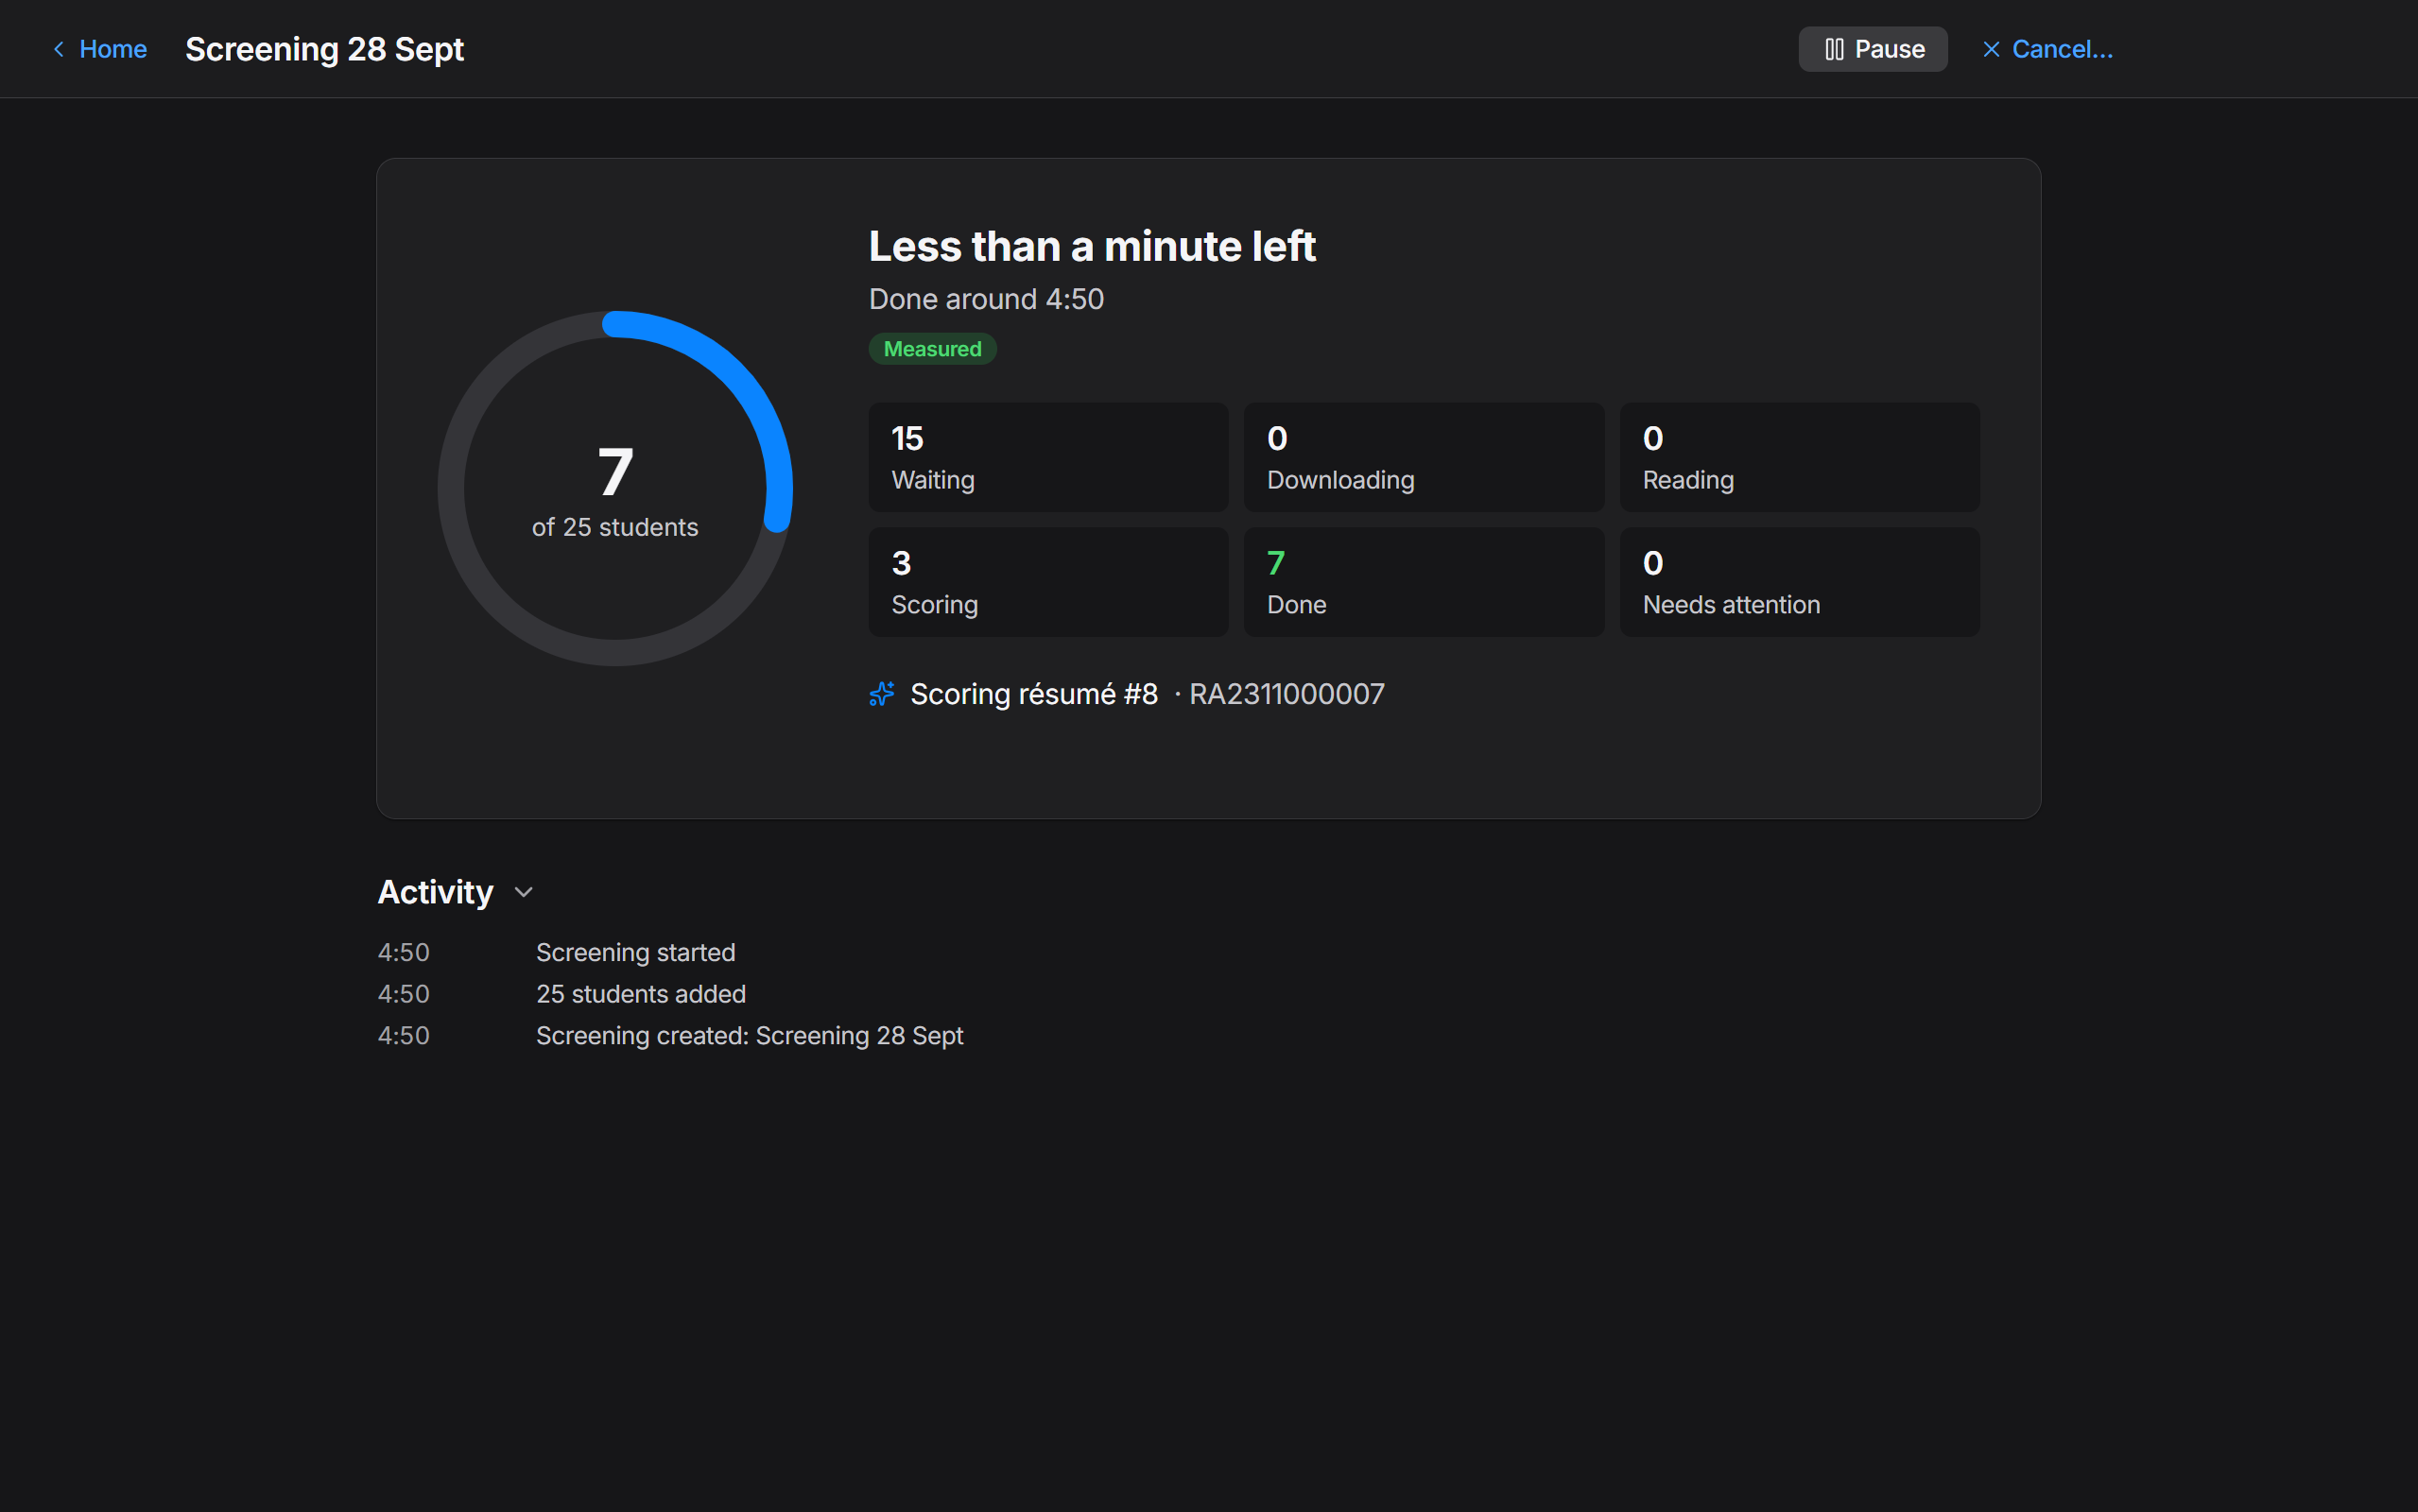 Home
Screening 28 Sept
Pause
Cancel...
Less than a minute left
Done around 4:50
Measured
7
of 25 students
15
Waiting
0
Downloading
0
Reading
3
Scoring
7
Done
0
Needs attention
Scoring résumé #8 · RA2311000007
Activity
4:50 Screening started
4:50 25 students added
4:50 Screening created: Screening 28 Sept